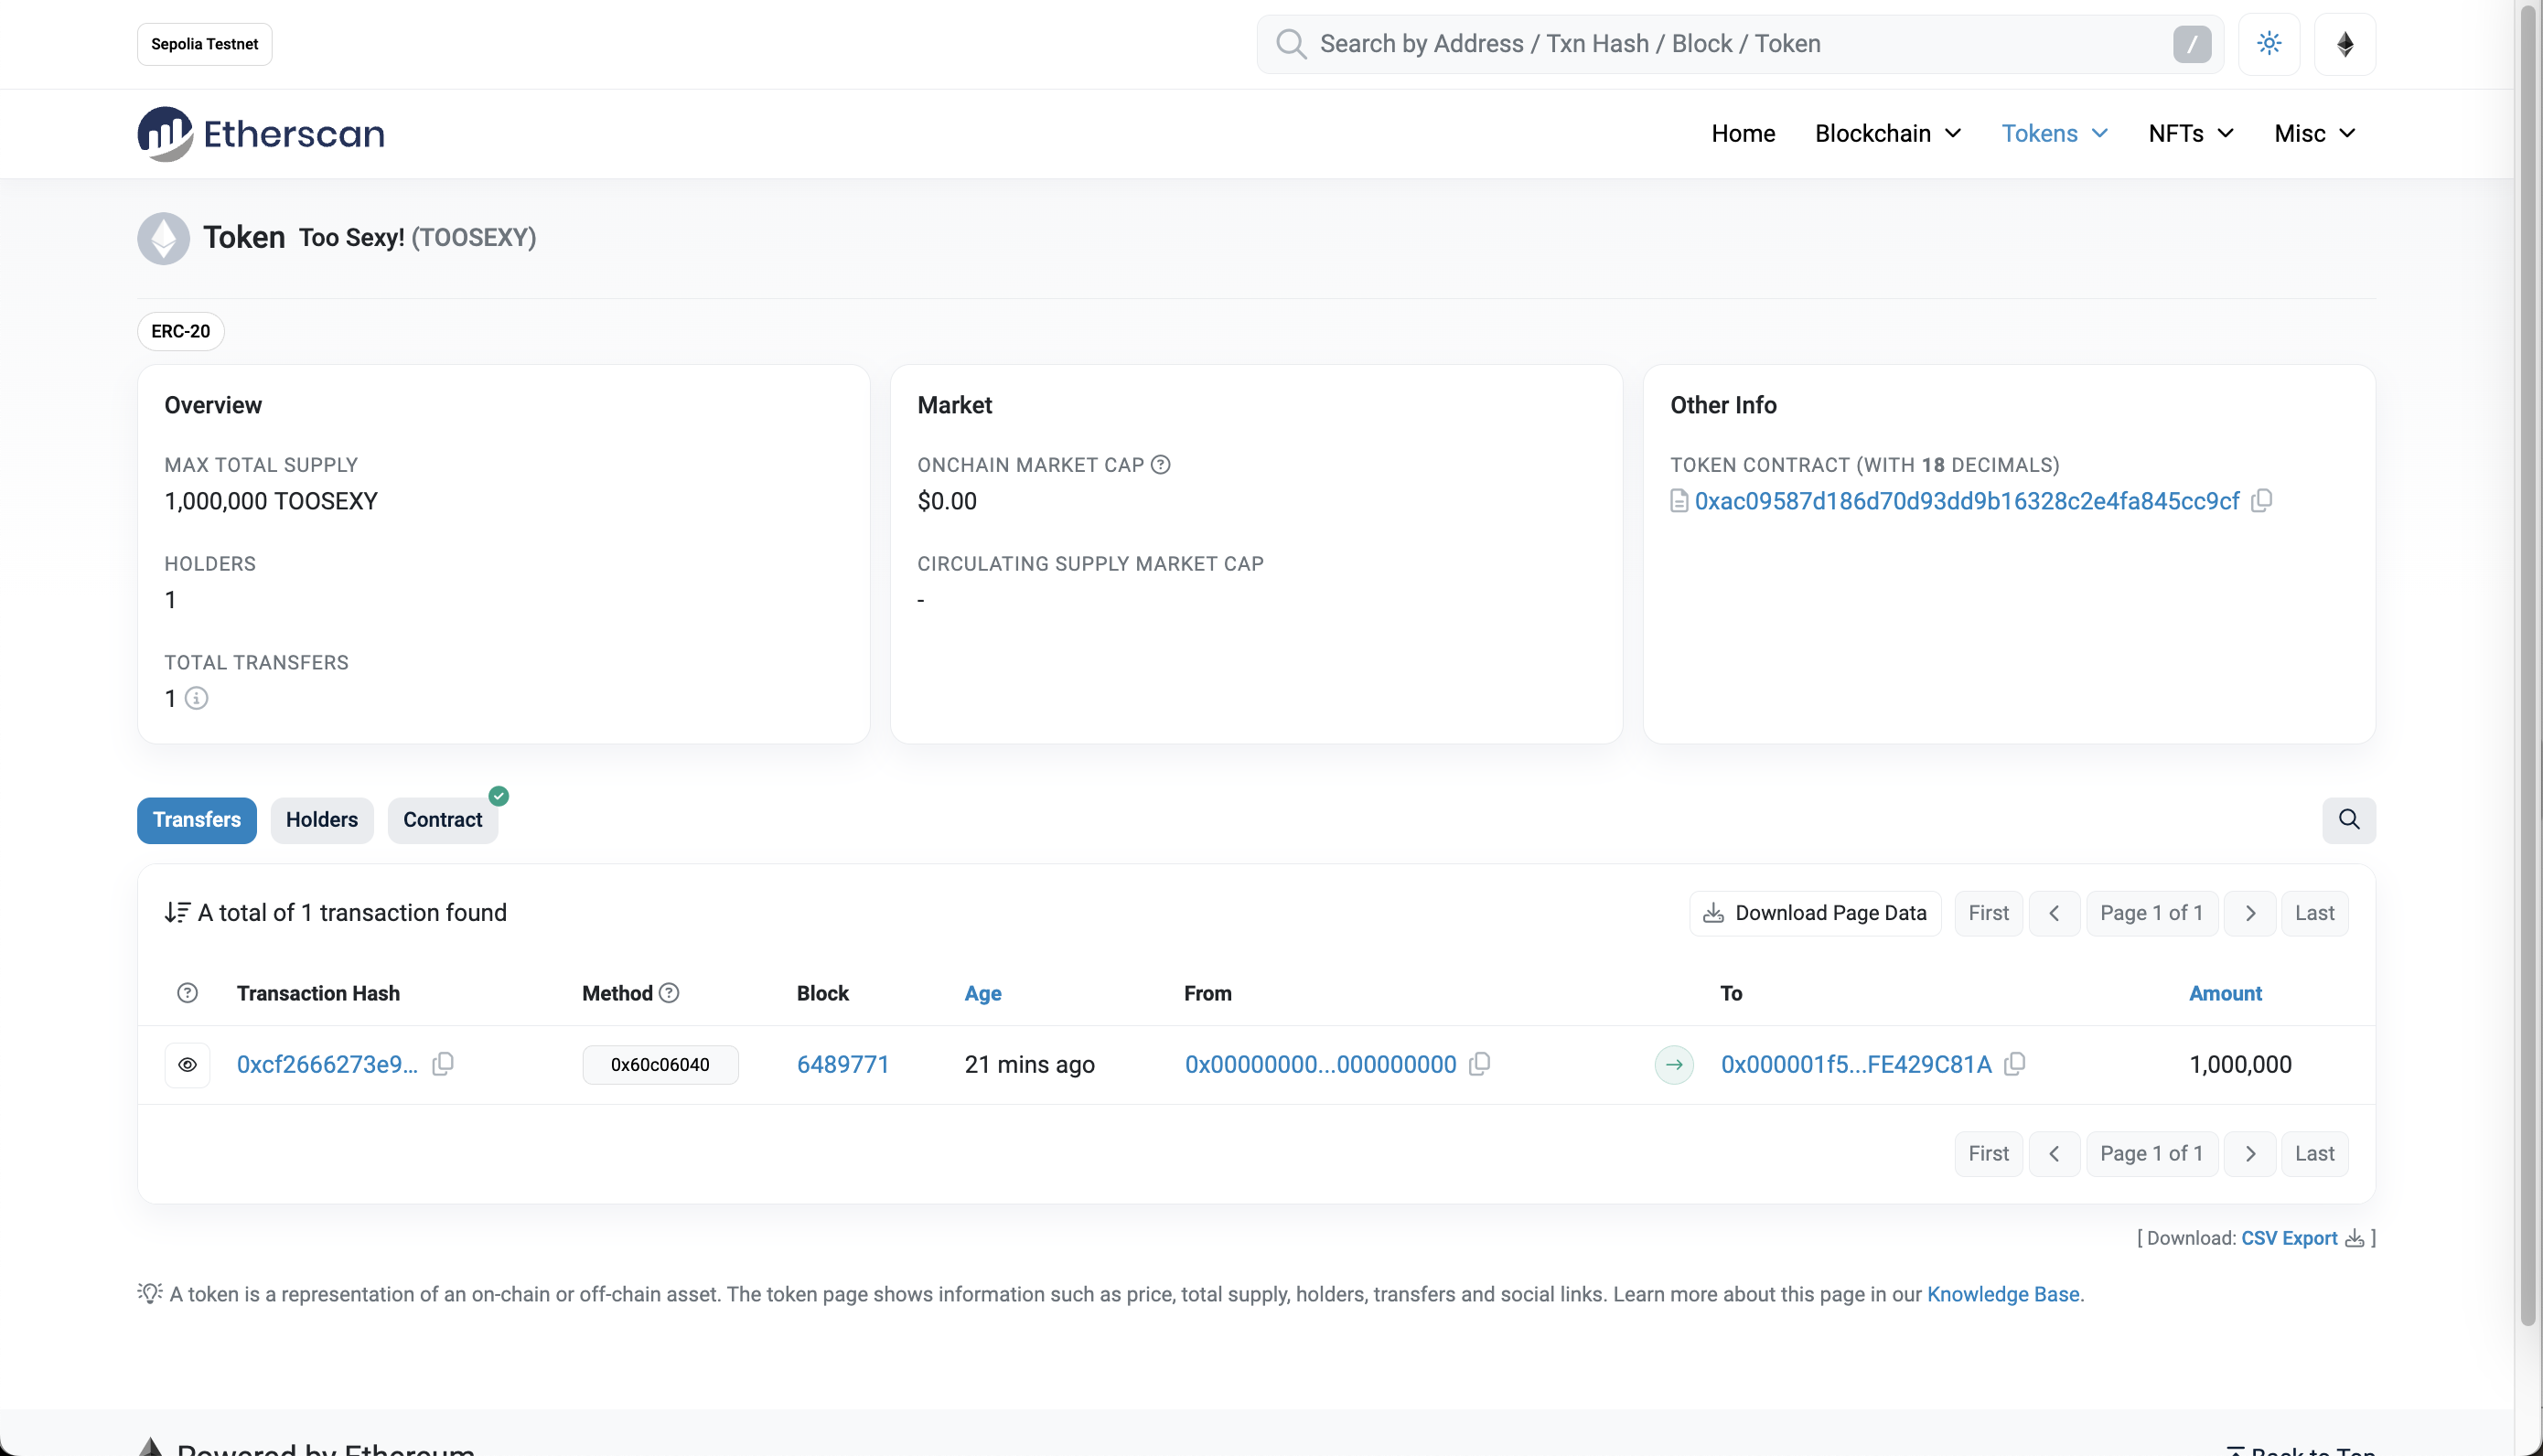 Sepolia Testnet
Search by Address / Txn Hash / Block / Token
/
Etherscan
Home
Blockchain
Tokens
NFTs
Misc
Token Too Sexy! (TOOSEXY)
ERC-20
Overview
MAX TOTAL SUPPLY
1,000,000 TOOSEXY
HOLDERS
1
TOTAL TRANSFERS
1
Market
ONCHAIN MARKET CAP
$0.00
CIRCULATING SUPPLY MARKET CAP
-
Other Info
TOKEN CONTRACT (WITH 18 DECIMALS)
0xac09587d186d70d93dd9b16328c2e4fa845cc9cf
Transfers
Holders
Contract
A total of 1 transaction found
Download Page Data
First
Page 1 of 1
Last
Transaction Hash
Method
Block
Age
From
To
Amount
0xcf2666273e9...
0x60c06040
6489771
21 mins ago
0x00000000...000000000
0x000001f5...FE429C81A
1,000,000
First
Page 1 of 1
Last
[ Download: CSV Export ]
A token is a representation of an on-chain or off-chain asset. The token page shows information such as price, total supply, holders, transfers and social links. Learn more about this page in our Knowledge Base.
Powered by Ethereum
Back to Top